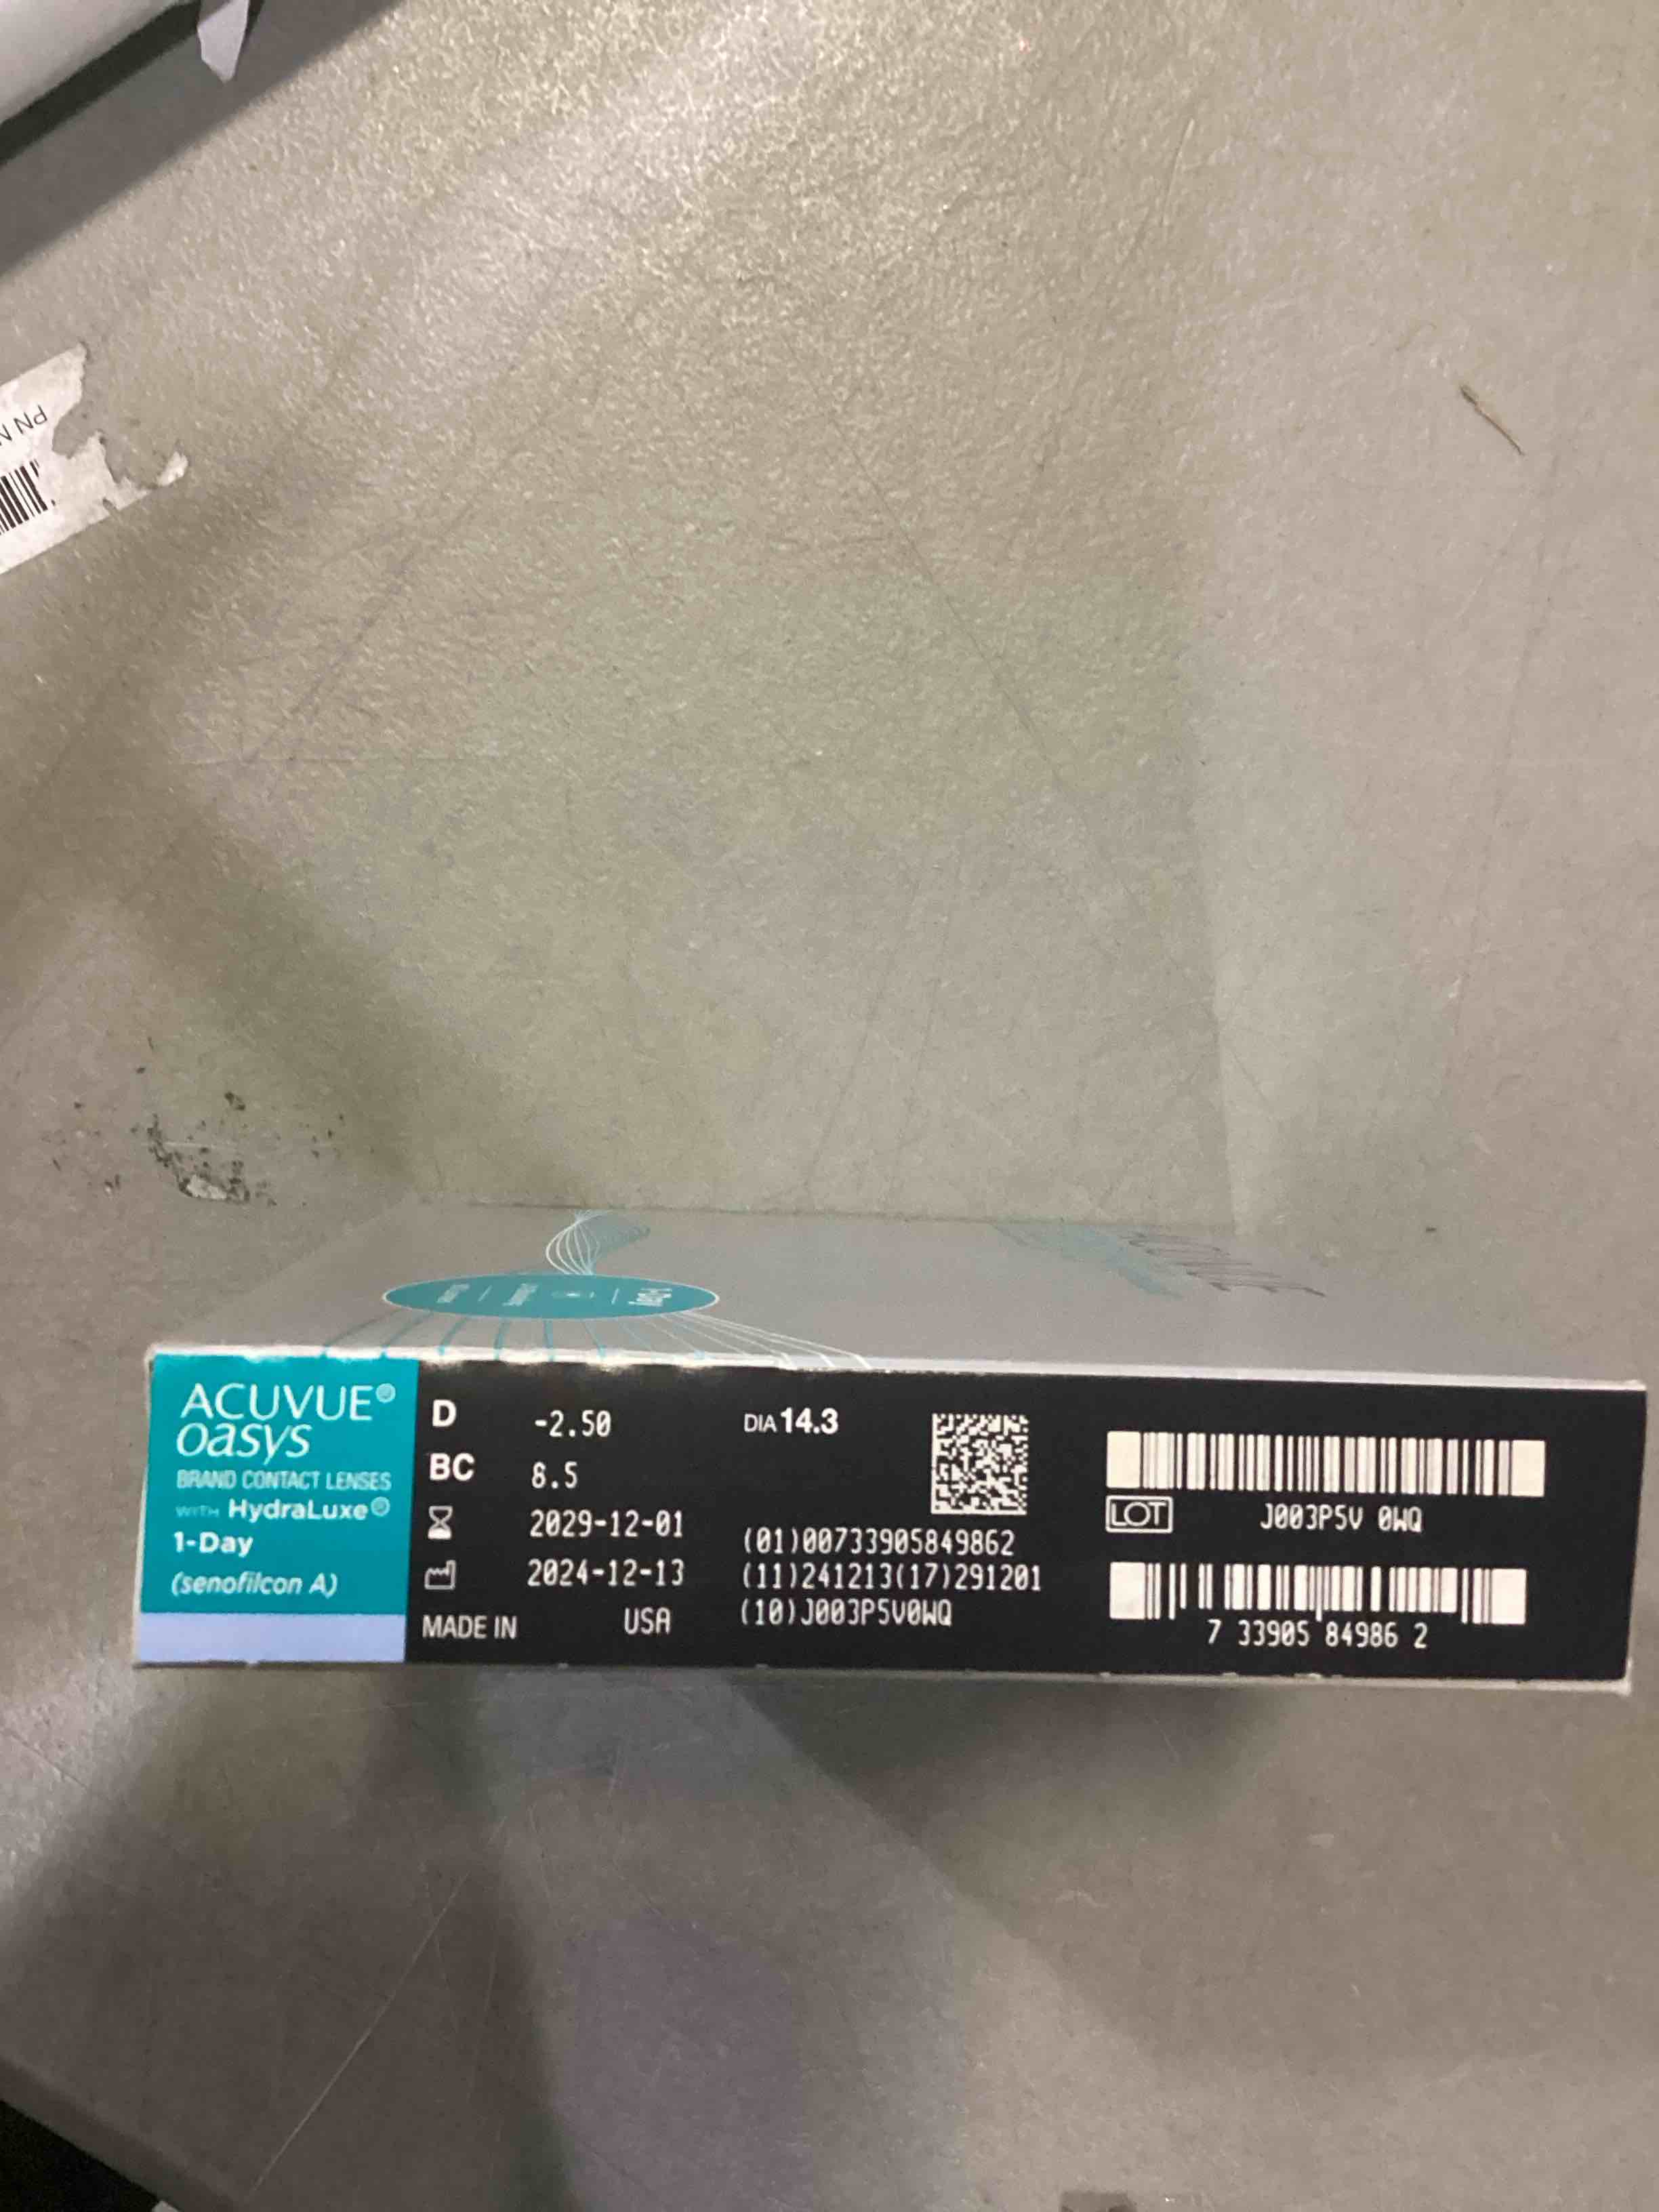 PN N
ACUVUE®
oasys
BRAND CONTACT LENSES
WITH HydraLuxe®
1-Day
(senofilcon A)
D -2.50 DIA 14.3
BC 8.5
2029-12-01
2024-12-13
MADE IN USA
(01)00733905849862
(11)241213(17)291201
(10)J003P5V0WQ
LOT J003P5V 0WQ
7 33905 84986 2